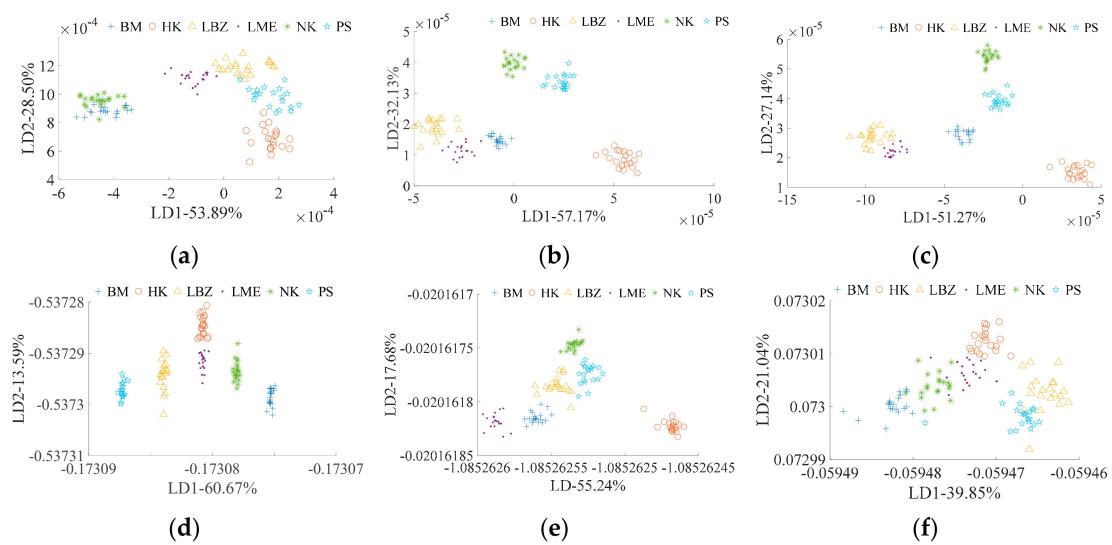 BM HK LBZ LME NK PS
×10⁻⁴
12
10
8
6
4
-6 -4 -2 0 2 4
LD2-28.50%
LD1-53.89%
×10⁻⁴
(a)
BM HK LBZ LME NK PS
5 ×10⁻⁵
4
3
2
1
0
-5 0 5 10
LD2-32.13%
LD1-57.17%
×10⁻⁵
(b)
BM HK LBZ LME NK PS
6 ×10⁻⁵
5
4
3
2
1
-15 -10 -5 0 5
LD2-27.14%
LD1-51.27%
×10⁻⁵
(c)
BM HK LBZ LME NK PS
-0.53728
-0.53729
-0.5373
-0.53731
-0.17309 -0.17308 -0.17307
LD2-13.59%
LD1-60.67%
(d)
BM HK LBZ LME NK PS
-0.0201617
-0.02016175
-0.0201618
-0.02016185
-1.0852626 -1.08526255 -1.0852625 -1.08526245
LD2-17.68%
LD-55.24%
(e)
BM HK LBZ LME NK PS
0.07302
0.07301
0.073
0.07299
-0.05949 -0.05948 -0.05947 -0.05946
LD2-21.04%
LD1-39.85%
(f)